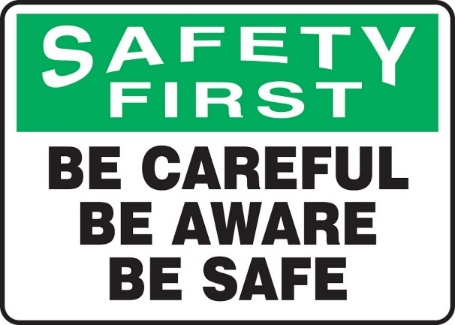 SAFETY
FIRST
BE CAREFUL
BE AWARE
BE SAFE